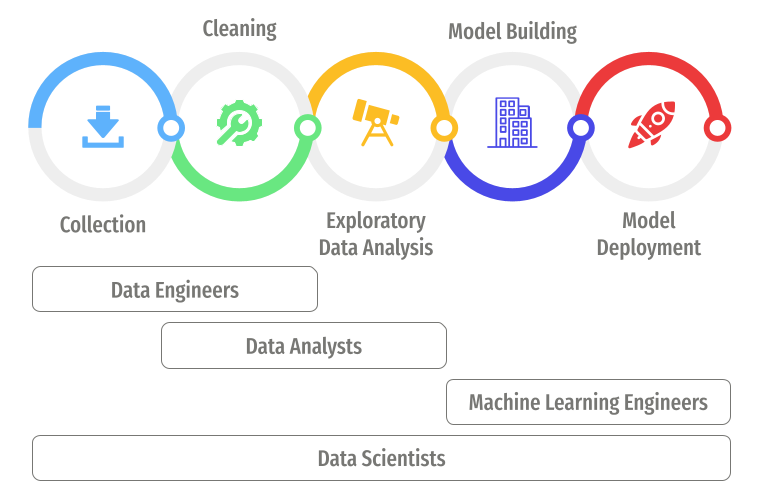 Cleaning
Model Building
Collection
Exploratory
Data Analysis
Model
Deployment
Data Engineers
Data Analysts
Machine Learning Engineers
Data Scientists